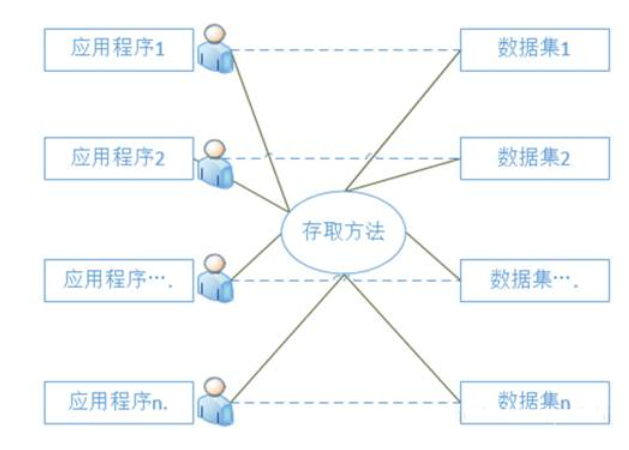 应用程序1
数据集1
应用程序2
数据集2
存取方法
应用程序….
数据集….
应用程序n.
数据集n